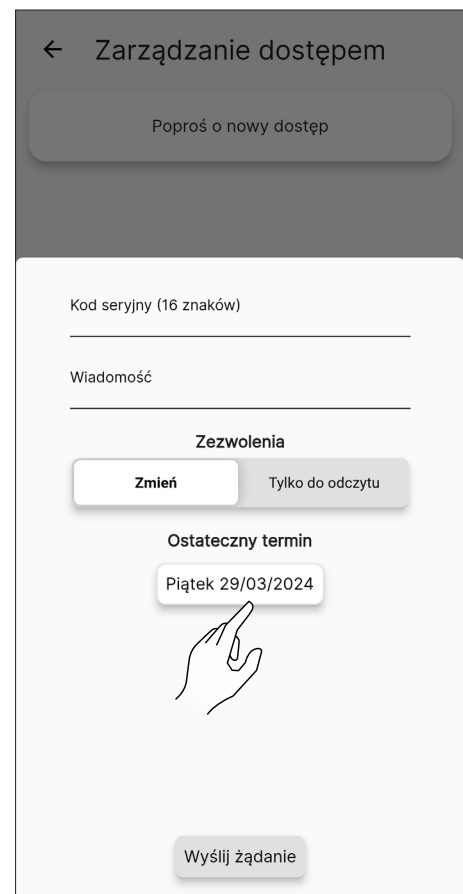 Zarządzanie dostępem
Poproś o nowy dostęp
Kod seryjny (16 znaków)
Wiadomość
Zezwolenia
Zmień Tylko do odczytu
Ostateczny termin
Piątek 29/03/2024
Wyślij żądanie